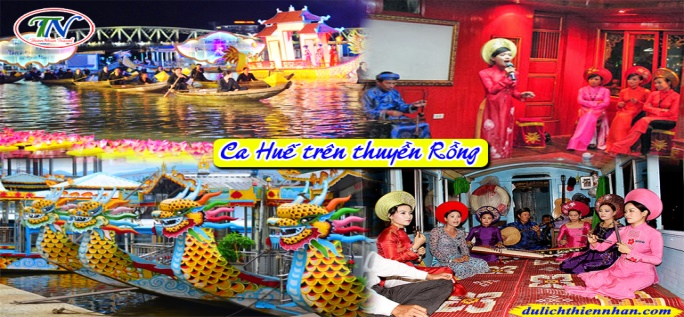 TN
Ca Huế trên thuyền Rồng
dulichthiennhan.com